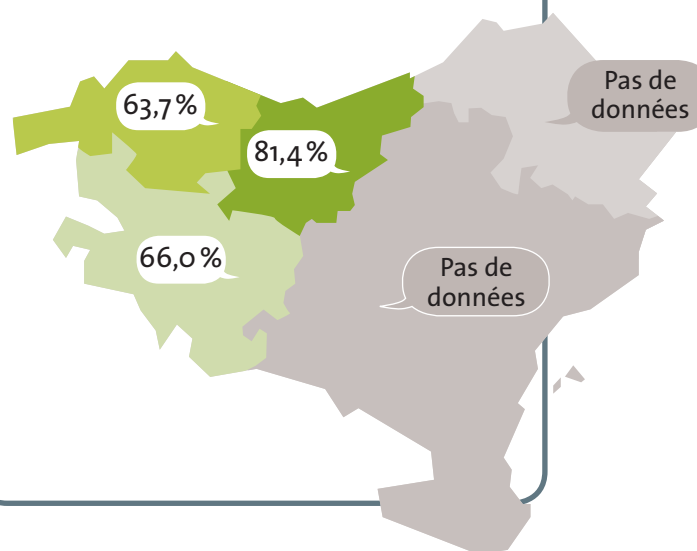 Pas de
données
63,7 %
81,4 %
66,0 %
Pas de
données